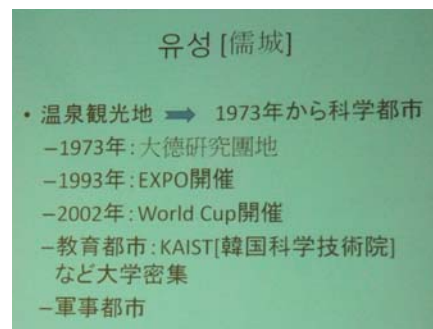 유성 [儒城]
• 温泉観光地 ➡ 1973年から科学都市
–1973年：大德研究團地
–1993年：EXPO開催
–2002年：World Cup開催
–教育都市：KAIST[韓国科学技術院]
など大学密集
–軍事都市